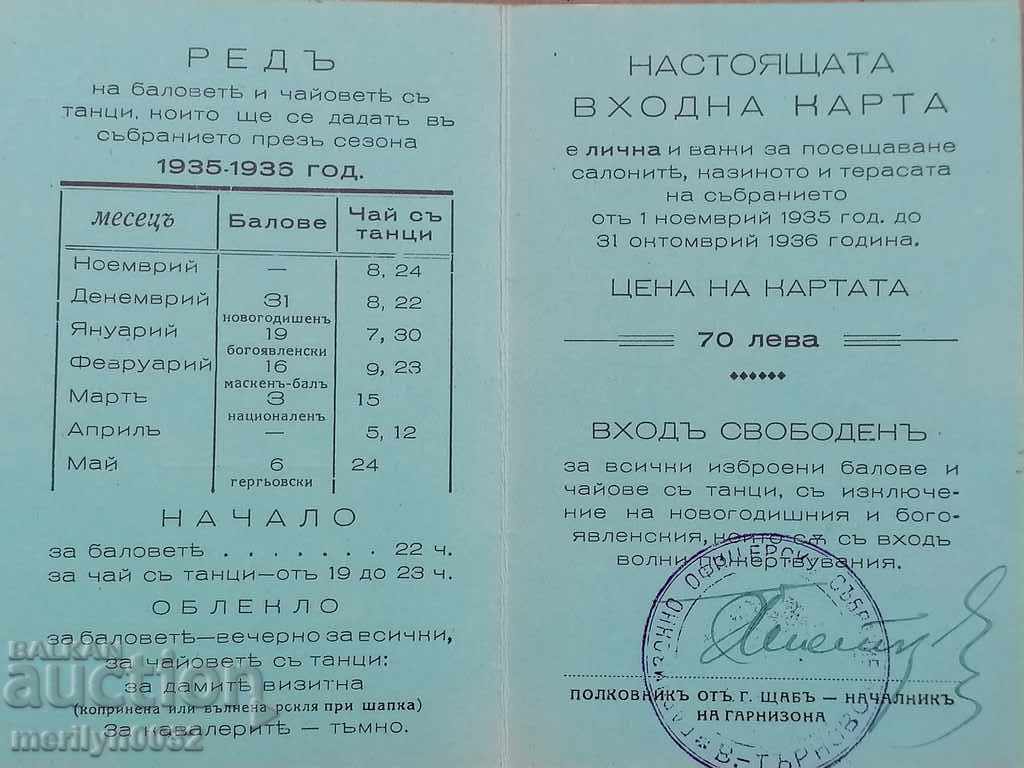 РЕДЪ
на баловетѣ и чайоветѣ съ
танци, които ще се дадатъ въ
събранието презъ сезона
1935-1936 год.
месецъ Балове Чай съ танци
Ноемврий — 8, 24
Декемврий 31 новогодишенъ 8, 22
Януарий 19 богоявленски 7, 30
Февруарий 16 маскенъ-балъ 9, 23
Мартъ 3 националенъ 15
Априлъ — 5, 12
Май 6 гергьовски 24
НАЧАЛО
за баловетѣ . . . . . . . 22 ч.
за чай съ танци—отъ 19 до 23 ч.
ОБЛЕКЛО
за баловетѣ—вечерно за всички,
за чайоветѣ съ танци:
за дамитѣ визитна
(копринена или вълнена рокля при шапка)
за кавалеритѣ — тъмно.
НАСТОЯЩАТА
ВХОДНА КАРТА
е лична и важи за посещаване
салонитѣ, казиното и терасата
на събранието
отъ 1 ноемврий 1935 год. до
31 октомврий 1936 година.
ЦЕНА НА КАРТАТА
70 лева
ВХОДЪ СВОБОДЕНЪ
за всички изброени балове и
чайове съ танци, съ изключе-
ние на новогодишния и бого-
явленския, които сѫ съ входъ
волни пожертвувания.
ПОЛКОВНИКЪ ОТЪ Г. ЩАБЪ — НАЧАЛНИКЪ
НА ГАРНИЗОНА
ОФИЦЕРСКО СЪБРАНИЕ
В.-ТЪРНОВО
BALKAN
auction
merilyn0032